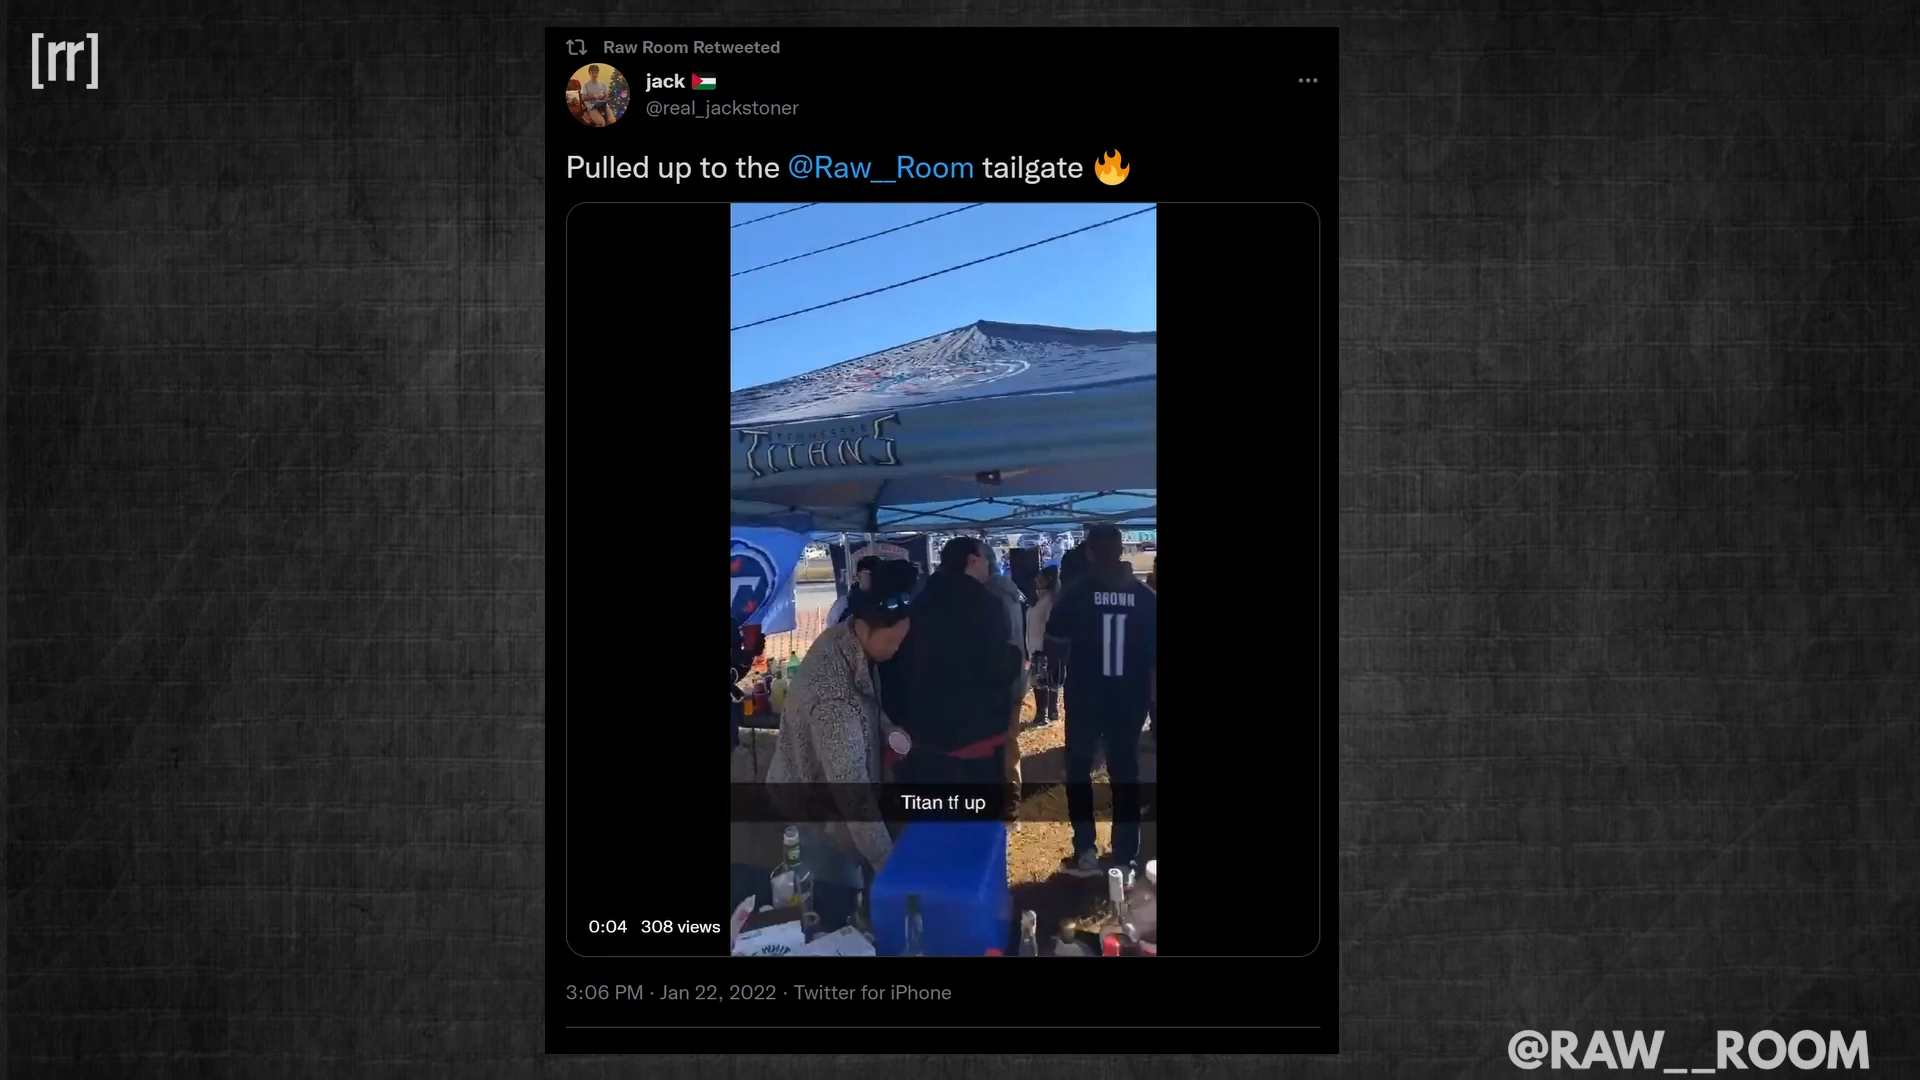 [rr]
Raw Room Retweeted
jack
@real_jackstoner
Pulled up to the @Raw__Room tailgate
TENNESSEE
TITANS
BROWN
11
Titan tf up
0:04 308 views
3:06 PM · Jan 22, 2022 · Twitter for iPhone
@RAW__ROOM